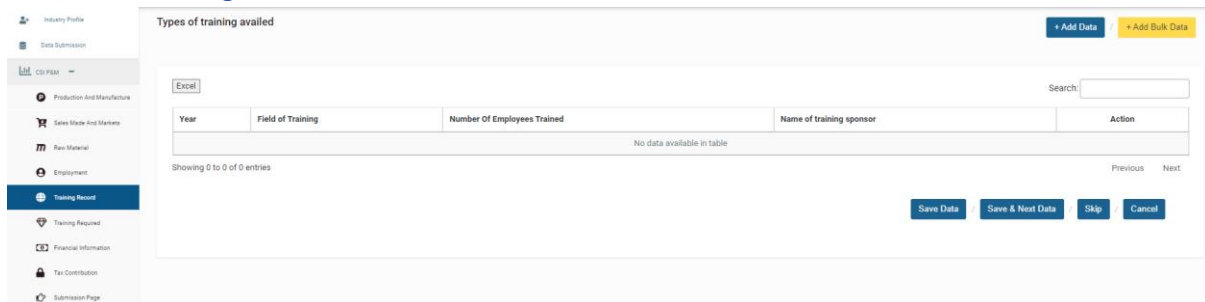 Industry Profile
Data Submission
CSI P&M
Production And Manufacture
Sales Made And Markets
Raw Material
Employment
Training Record
Training Required
Financial Information
Tax Contribution
Submission Page
Types of training availed
+ Add Data / + Add Bulk Data
Excel
Search:
Year Field of Training Number Of Employees Trained Name of training sponsor Action
No data available in table
Showing 0 to 0 of 0 entries
Previous Next
Save Data / Save & Next Data / Skip / Cancel